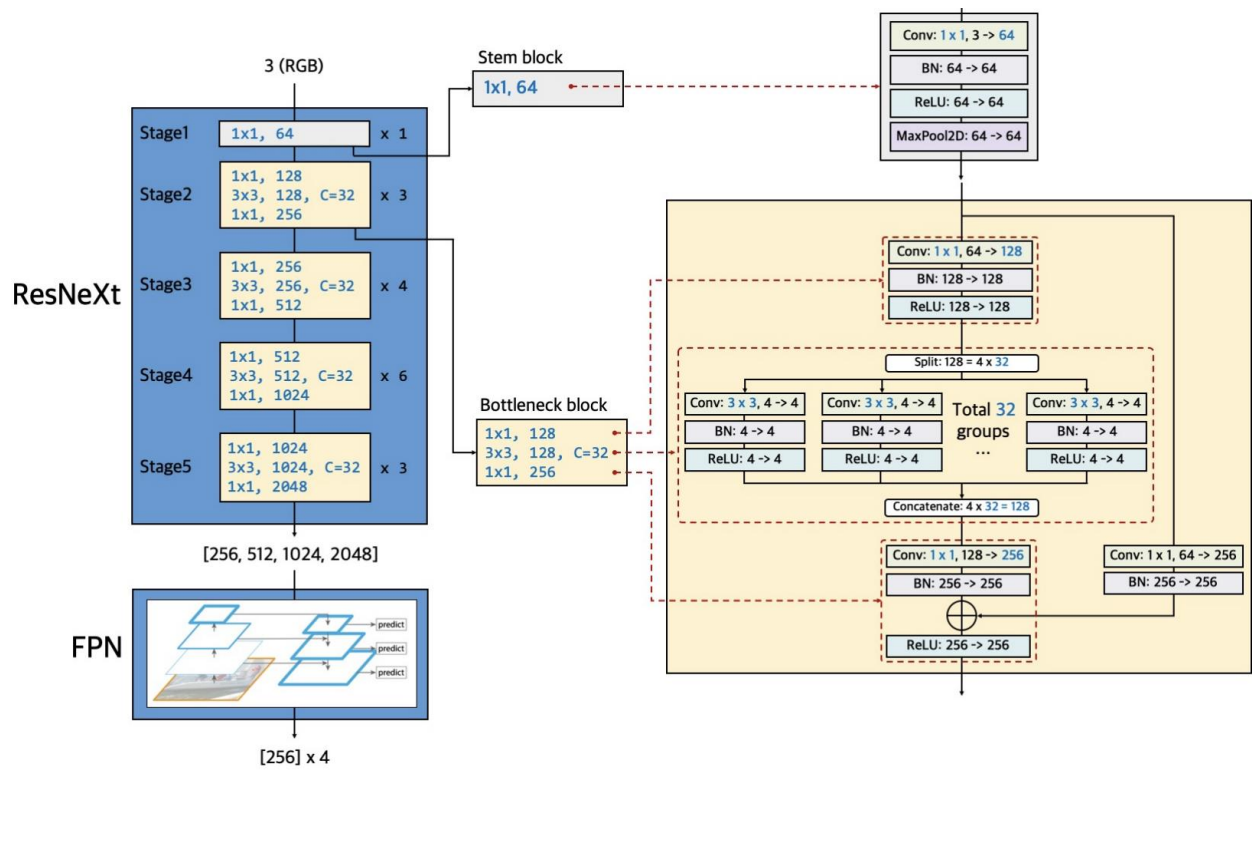 3 (RGB)
ResNeXt
Stage1
1x1, 64
x 1
Stage2
1x1, 128
3x3, 128, C=32
1x1, 256
x 3
Stage3
1x1, 256
3x3, 256, C=32
1x1, 512
x 4
Stage4
1x1, 512
3x3, 512, C=32
1x1, 1024
x 6
Stage5
1x1, 1024
3x3, 1024, C=32
1x1, 2048
x 3
[256, 512, 1024, 2048]
FPN
predict
predict
predict
[256] x 4
Stem block
1x1, 64
Bottleneck block
1x1, 128
3x3, 128, C=32
1x1, 256
Conv: 1 x 1, 3 -> 64
BN: 64 -> 64
ReLU: 64 -> 64
MaxPool2D: 64 -> 64
Conv: 1 x 1, 64 -> 128
BN: 128 -> 128
ReLU: 128 -> 128
Split: 128 = 4 x 32
Conv: 3 x 3, 4 -> 4
BN: 4 -> 4
ReLU: 4 -> 4
Conv: 3 x 3, 4 -> 4
BN: 4 -> 4
ReLU: 4 -> 4
Total 32
groups
...
Conv: 3 x 3, 4 -> 4
BN: 4 -> 4
ReLU: 4 -> 4
Concatenate: 4 x 32 = 128
Conv: 1 x 1, 128 -> 256
BN: 256 -> 256
ReLU: 256 -> 256
Conv: 1 x 1, 64 -> 256
BN: 256 -> 256